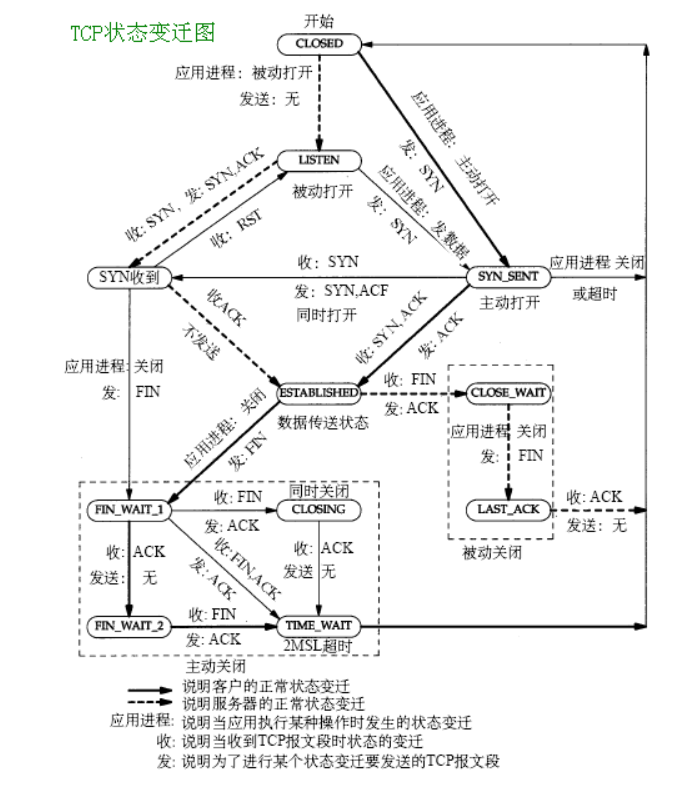 TCP状态变迁图
开始
CLOSED
应用进程：被动打开
发送：无
应用进程：主动打开
发：SYN
LISTEN
被动打开
收: SYN，发: SYN,ACK
收：RST
应用进程：发数据
发：SYN
SYN收到
收：SYN
发：SYN,ACF
同时打开
SYN_SENT
主动打开
应用进程 关闭
或超时
收ACK
不发送
收: SYN,ACK
发：ACK
应用进程：关闭
发： FIN
ESTABLISHED
数据传送状态
收：FIN
发: ACK
CLOSE_WAIT
应用进程 关闭
发： FIN
LAST_ACK
收：ACK
发送：无
被动关闭
应用进程：关闭
发：FIN
FIN_WAIT_1
收: FIN
发: ACK
同时关闭
CLOSING
收：ACK
发送：无
收:FIN,ACK
发：ACK
收：ACK
发送 无
FIN_WAIT_2
收: FIN
发: ACK
TIME_WAIT
2MSL超时
主动关闭
说明客户的正常状态变迁
说明服务器的正常状态变迁
应用进程: 说明当应用执行某种操作时发生的状态变迁
收: 说明当收到TCP报文段时状态的变迁
发: 说明为了进行某个状态变迁要发送的TCP报文段